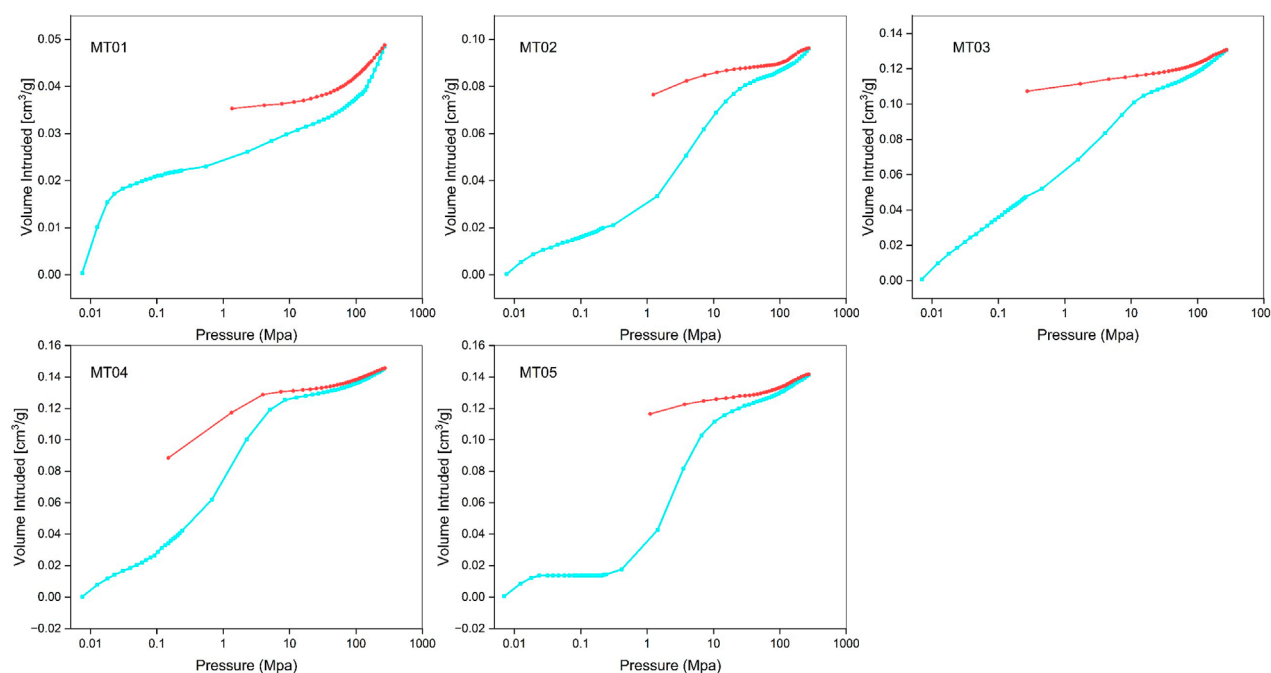 MT01
Volume Intruded [cm³/g]
0.05
0.04
0.03
0.02
0.01
0.00
0.01 0.1 1 10 100 1000
Pressure (Mpa)
MT02
Volume Intruded [cm³/g]
0.10
0.08
0.06
0.04
0.02
0.00
0.01 0.1 1 10 100 1000
Pressure (Mpa)
MT03
Volume Intruded [cm³/g]
0.14
0.12
0.10
0.08
0.06
0.04
0.02
0.00
0.01 0.1 1 10 100 100
Pressure (Mpa)
MT04
Volume Intruded [cm³/g]
0.16
0.14
0.12
0.10
0.08
0.06
0.04
0.02
0.00
−0.02
0.01 0.1 1 10 100 1000
Pressure (Mpa)
MT05
Volume Intruded [cm³/g]
0.16
0.14
0.12
0.10
0.08
0.06
0.04
0.02
0.00
−0.02
0.01 0.1 1 10 100 1000
Pressure (Mpa)